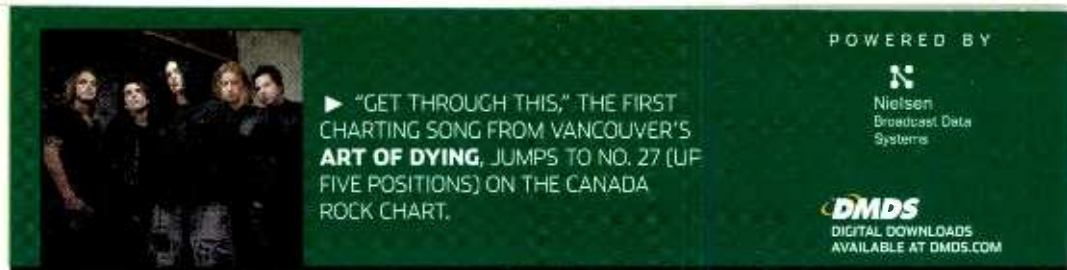 ► “GET THROUGH THIS,” THE FIRST
CHARTING SONG FROM VANCOUVER’S
ART OF DYING, JUMPS TO NO. 27 (UP
FIVE POSITIONS) ON THE CANADA
ROCK CHART.
POWERED BY
Nielsen
Broadcast Data
Systems
DMDS
DIGITAL DOWNLOADS
AVAILABLE AT DMDS.COM